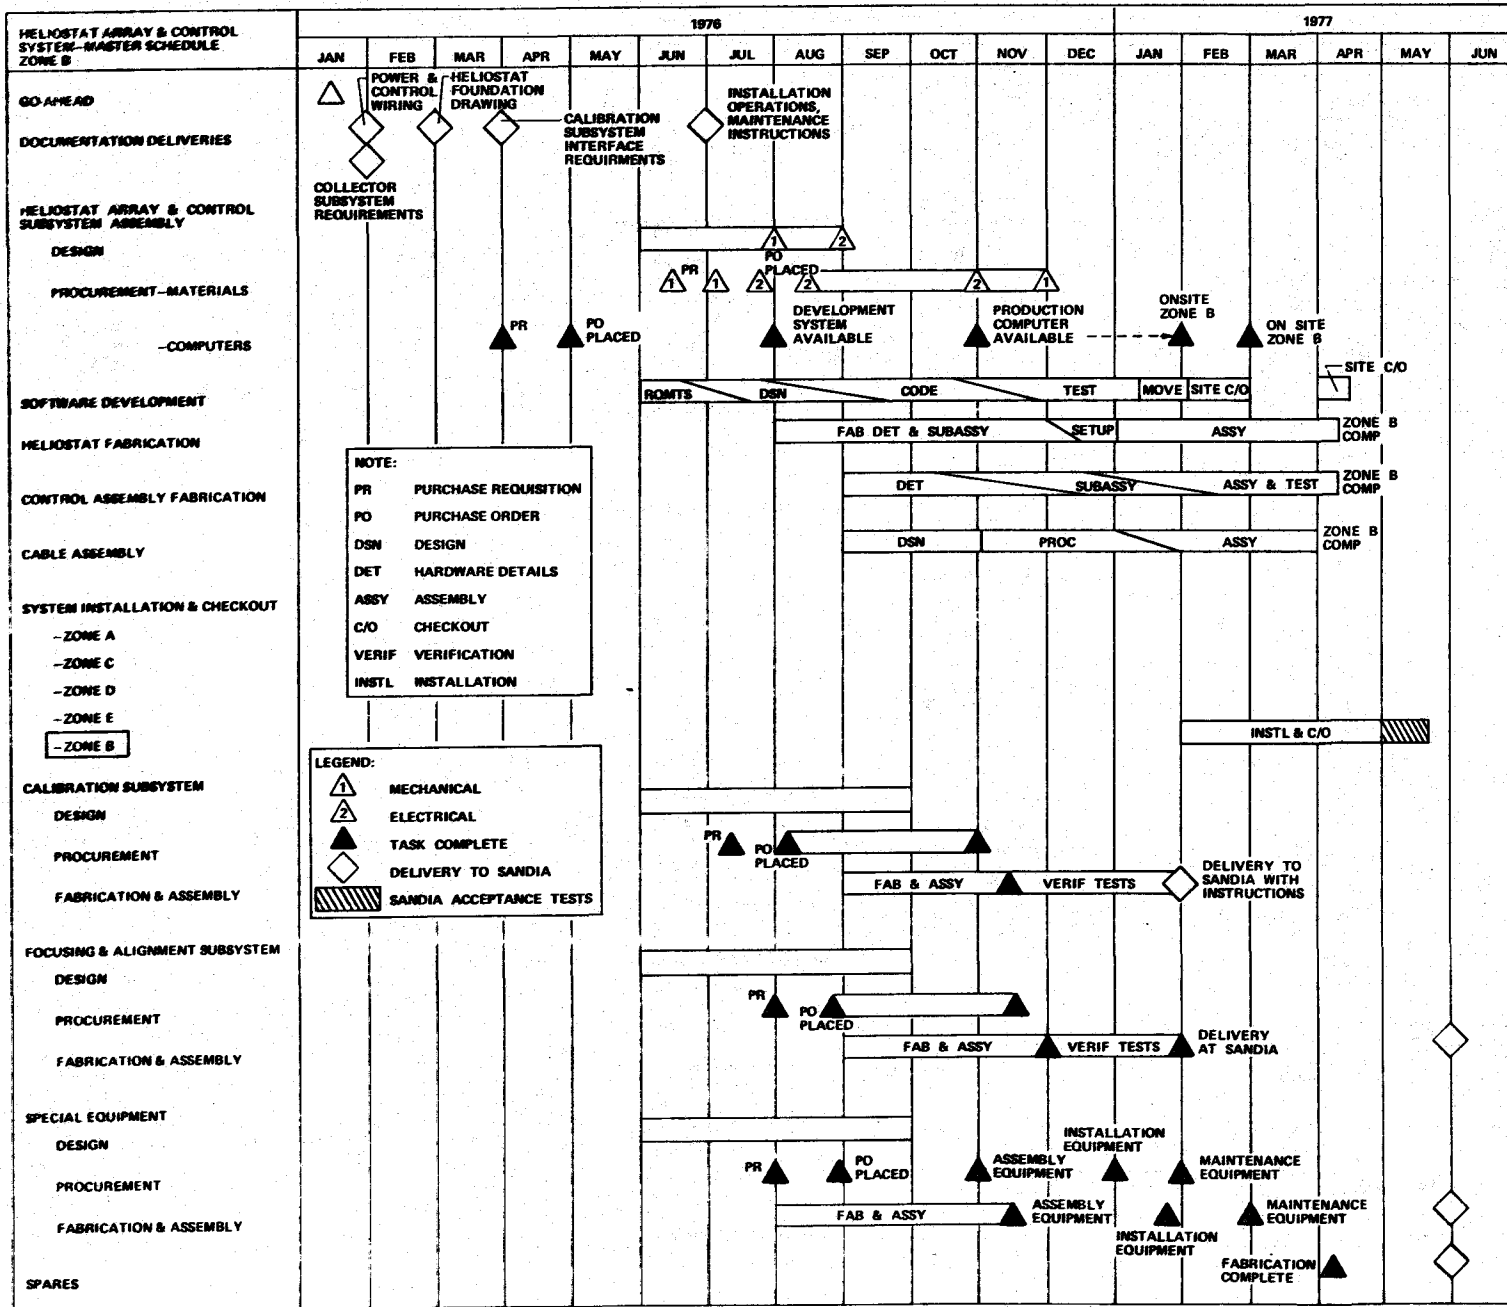 HELIOSTAT ARRAY & CONTROL
SYSTEM-MASTER SCHEDULE
ZONE B
1976
1977
JAN FEB MAR APR MAY JUN JUL AUG SEP OCT NOV DEC JAN FEB MAR APR MAY JUN
GO-AHEAD
POWER &
CONTROL
WIRING
HELIOSTAT
FOUNDATION
DRAWING
DOCUMENTATION DELIVERIES
CALIBRATION
SUBSYSTEM
INTERFACE
REQUIRMENTS
INSTALLATION
OPERATIONS,
MAINTENANCE
INSTRUCTIONS
COLLECTOR
SUBSYSTEM
REQUIREMENTS
HELIOSTAT ARRAY & CONTROL
SUBSYSTEM ASSEMBLY
DESIGN
1 2
PROCUREMENT-MATERIALS
1 PR 1 2 PO
PLACED
2 2 1
-COMPUTERS
PR
PO
PLACED
DEVELOPMENT
SYSTEM
AVAILABLE
PRODUCTION
COMPUTER
AVAILABLE
ONSITE
ZONE B
ON SITE
ZONE B
SOFTWARE DEVELOPMENT
RQMTS DSN CODE TEST MOVE SITE C/O
SITE C/O
HELIOSTAT FABRICATION
FAB DET & SUBASSY SETUP ASSY
ZONE B
COMP
CONTROL ASSEMBLY FABRICATION
DET SUBASSY ASSY & TEST
ZONE B
COMP
CABLE ASSEMBLY
DSN PROC ASSY
ZONE B
COMP
NOTE:
PR PURCHASE REQUISITION
PO PURCHASE ORDER
DSN DESIGN
DET HARDWARE DETAILS
ASSY ASSEMBLY
C/O CHECKOUT
VERIF VERIFICATION
INSTL INSTALLATION
SYSTEM INSTALLATION & CHECKOUT
-ZONE A
-ZONE C
-ZONE D
-ZONE E
-ZONE B
INSTL & C/O
LEGEND:
1 MECHANICAL
2 ELECTRICAL
TASK COMPLETE
DELIVERY TO SANDIA
SANDIA ACCEPTANCE TESTS
CALIBRATION SUBSYSTEM
DESIGN
PROCUREMENT
PR
PO
PLACED
FABRICATION & ASSEMBLY
FAB & ASSY VERIF TESTS
DELIVERY TO
SANDIA WITH
INSTRUCTIONS
FOCUSING & ALIGNMENT SUBSYSTEM
DESIGN
PROCUREMENT
PR
PO
PLACED
FABRICATION & ASSEMBLY
FAB & ASSY VERIF TESTS
DELIVERY
AT SANDIA
SPECIAL EQUIPMENT
DESIGN
PROCUREMENT
PR
PO
PLACED
ASSEMBLY
EQUIPMENT
INSTALLATION
EQUIPMENT
MAINTENANCE
EQUIPMENT
FABRICATION & ASSEMBLY
FAB & ASSY
ASSEMBLY
EQUIPMENT
INSTALLATION
EQUIPMENT
MAINTENANCE
EQUIPMENT
SPARES
FABRICATION
COMPLETE